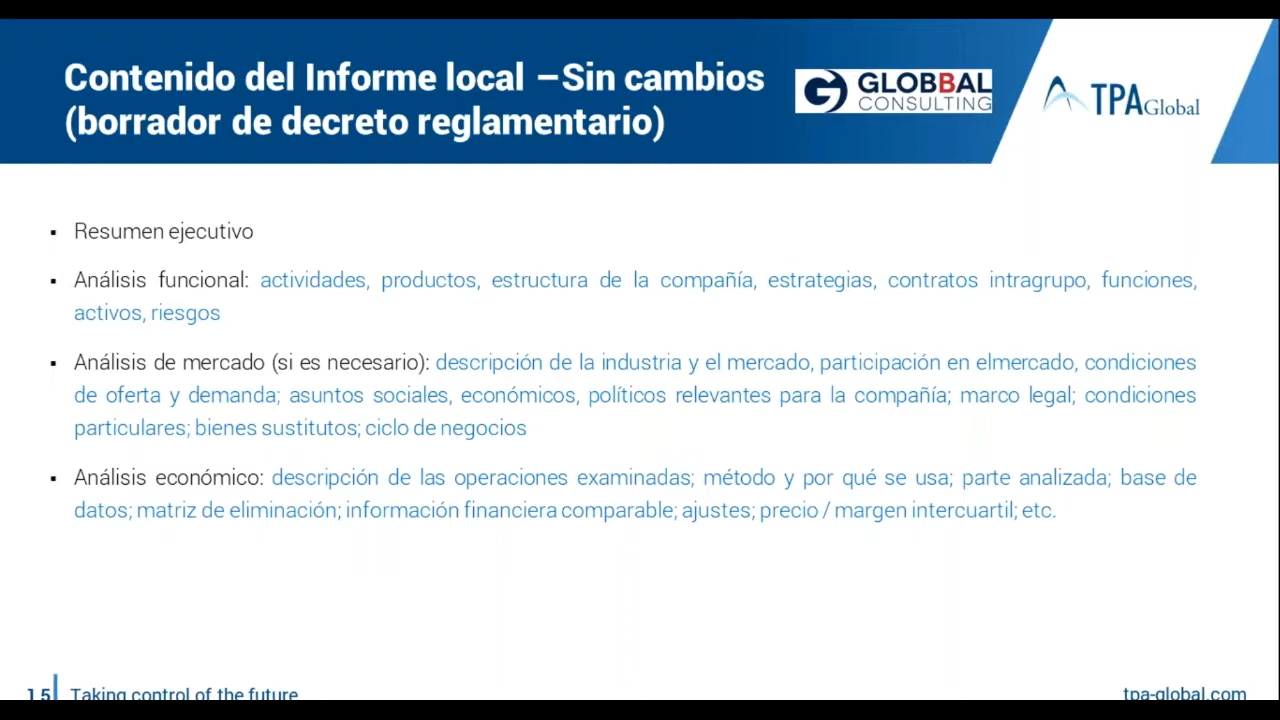 Contenido del Informe local –Sin cambios
(borrador de decreto reglamentario)
GLOBBAL
CONSULTING
TPAGlobal
▪ Resumen ejecutivo
▪ Análisis funcional: actividades, productos, estructura de la compañía, estrategias, contratos intragrupo, funciones,
activos, riesgos
▪ Análisis de mercado (si es necesario): descripción de la industria y el mercado, participación en elmercado, condiciones
de oferta y demanda; asuntos sociales, económicos, políticos relevantes para la compañía; marco legal; condiciones
particulares; bienes sustitutos; ciclo de negocios
▪ Análisis económico: descripción de las operaciones examinadas; método y por qué se usa; parte analizada; base de
datos; matriz de eliminación; información financiera comparable; ajustes; precio / margen intercuartil; etc.
15 Taking control of the future
tpa-global.com